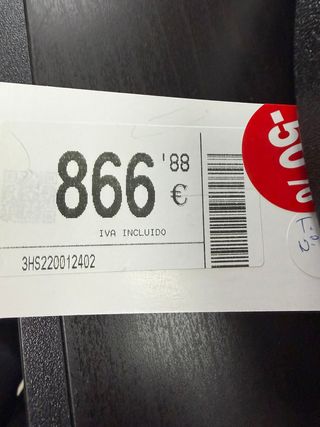 866'88
€
IVA INCLUIDO
3HS220012402
-50%